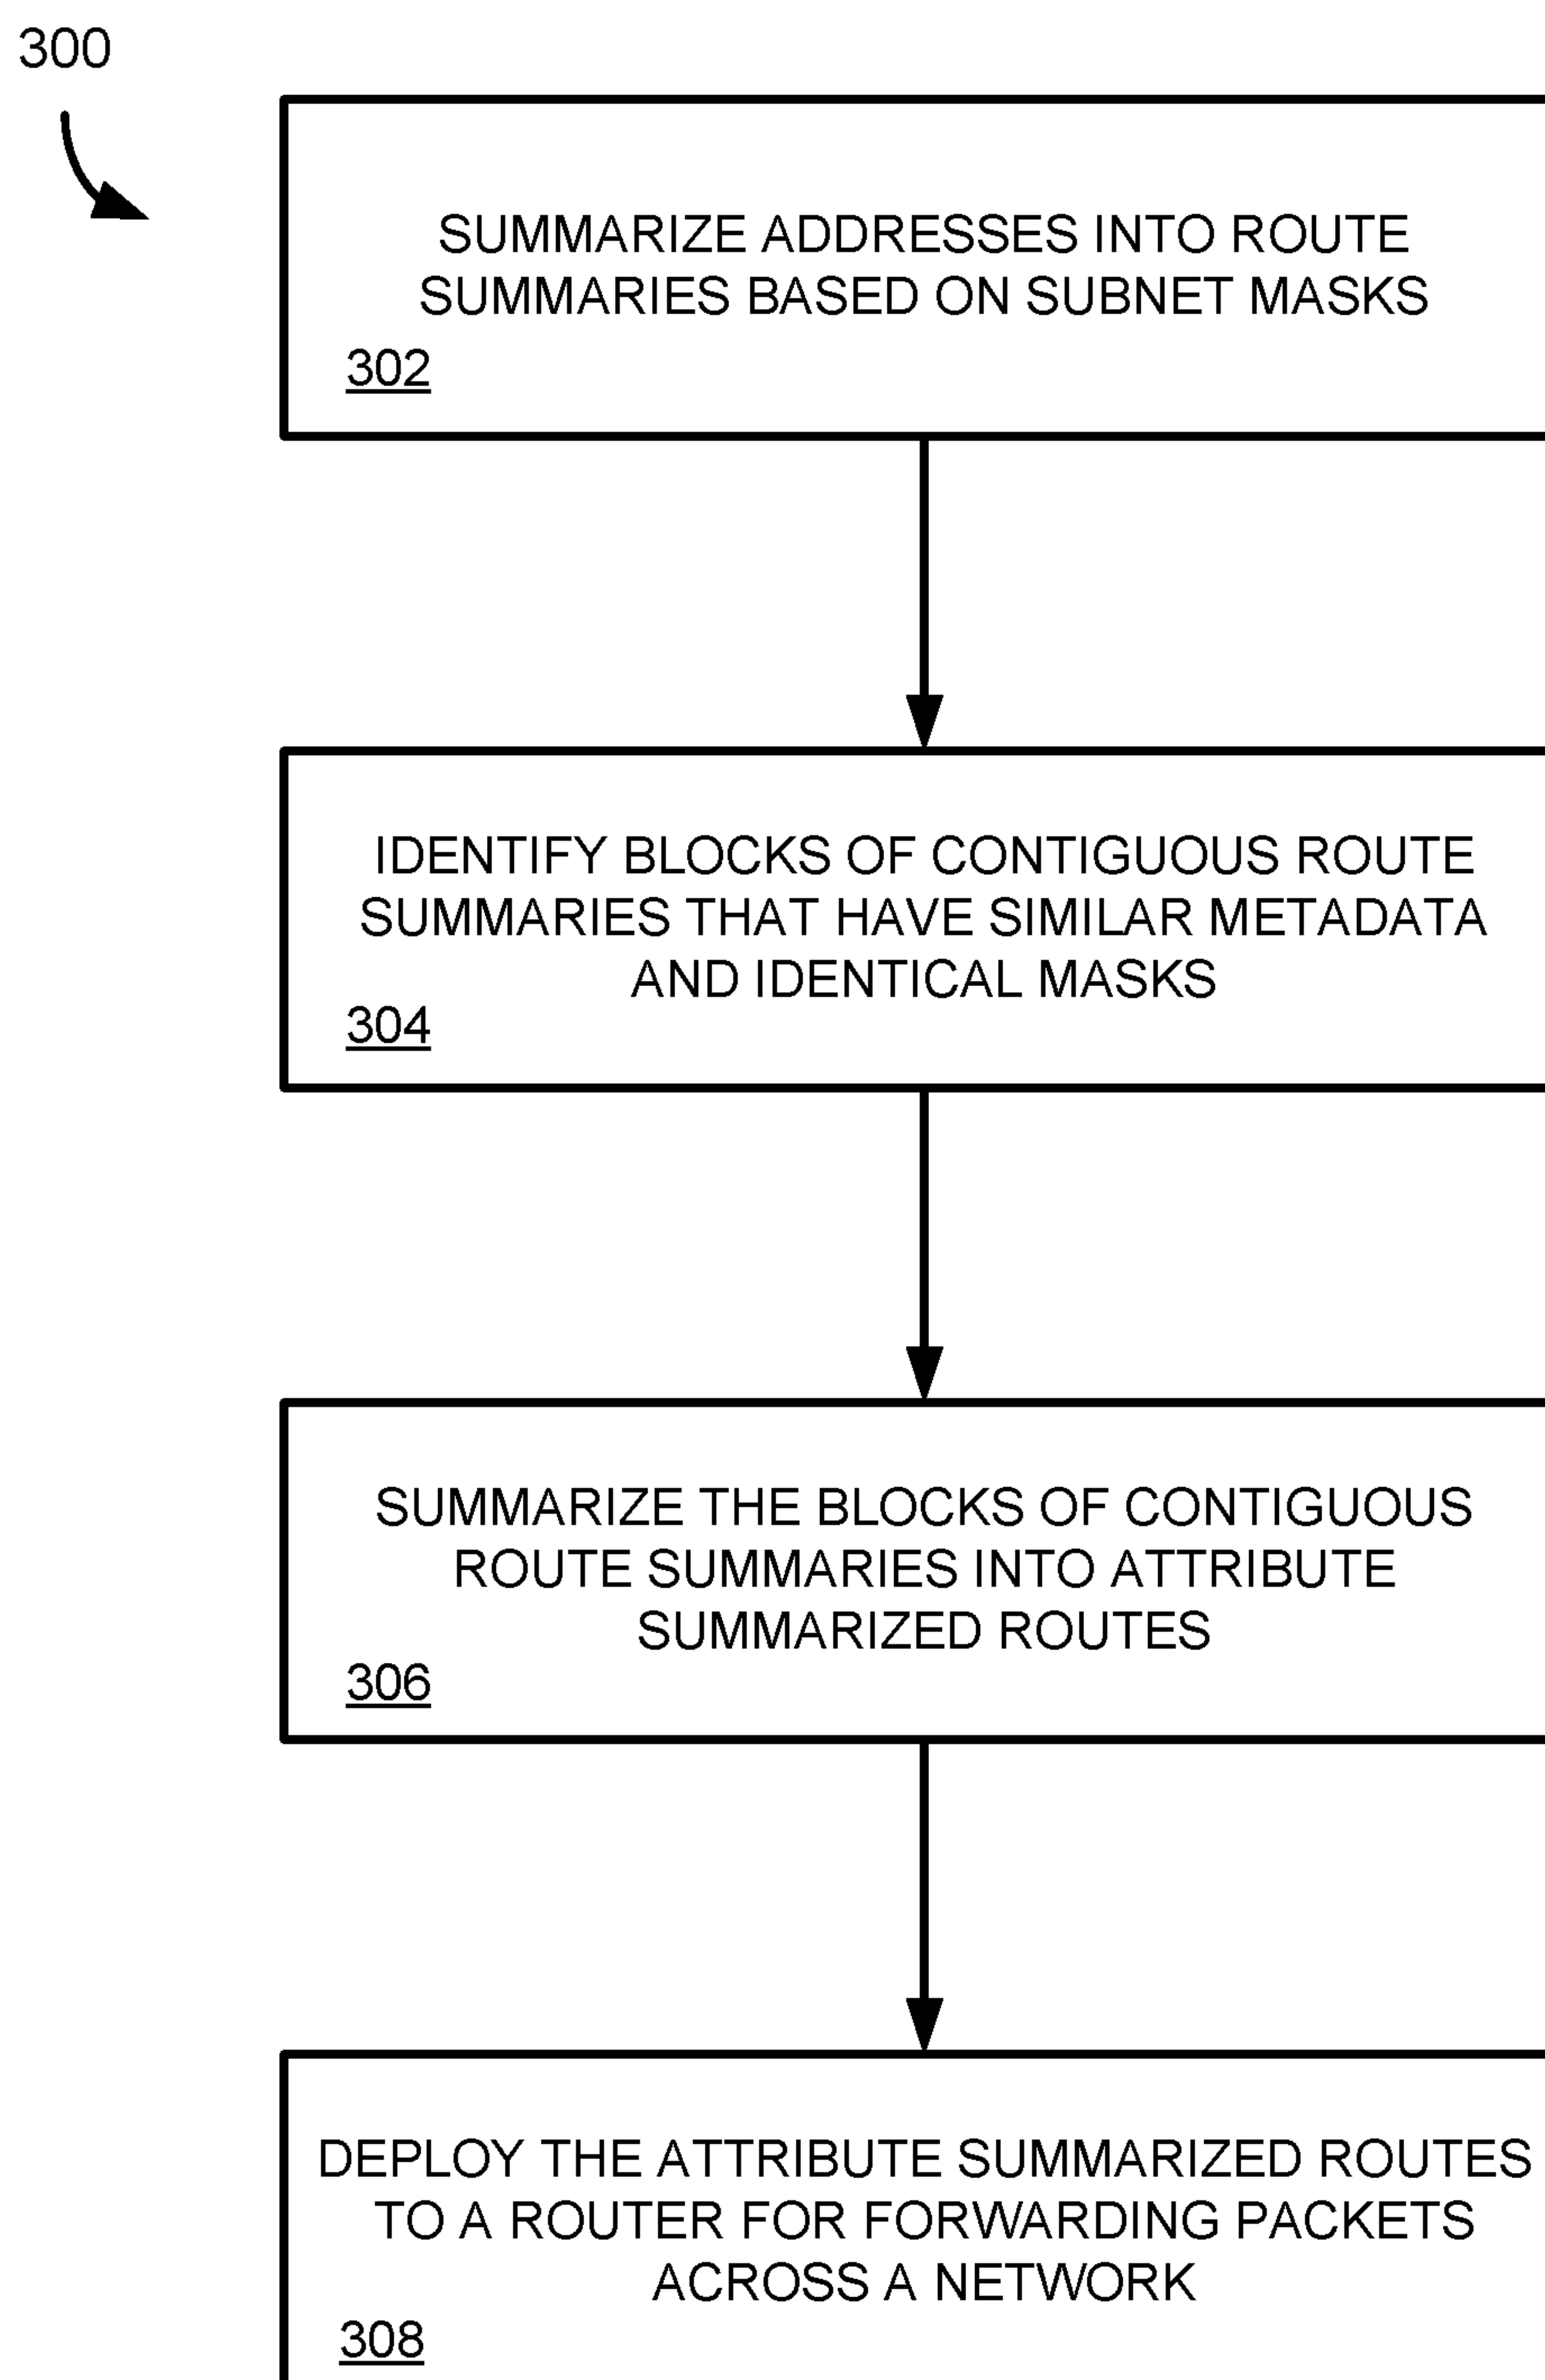 300
SUMMARIZE ADDRESSES INTO ROUTE
SUMMARIES BASED ON SUBNET MASKS
302
IDENTIFY BLOCKS OF CONTIGUOUS ROUTE
SUMMARIES THAT HAVE SIMILAR METADATA
AND IDENTICAL MASKS
304
SUMMARIZE THE BLOCKS OF CONTIGUOUS
ROUTE SUMMARIES INTO ATTRIBUTE
SUMMARIZED ROUTES
306
DEPLOY THE ATTRIBUTE SUMMARIZED ROUTES
TO A ROUTER FOR FORWARDING PACKETS
ACROSS A NETWORK
308